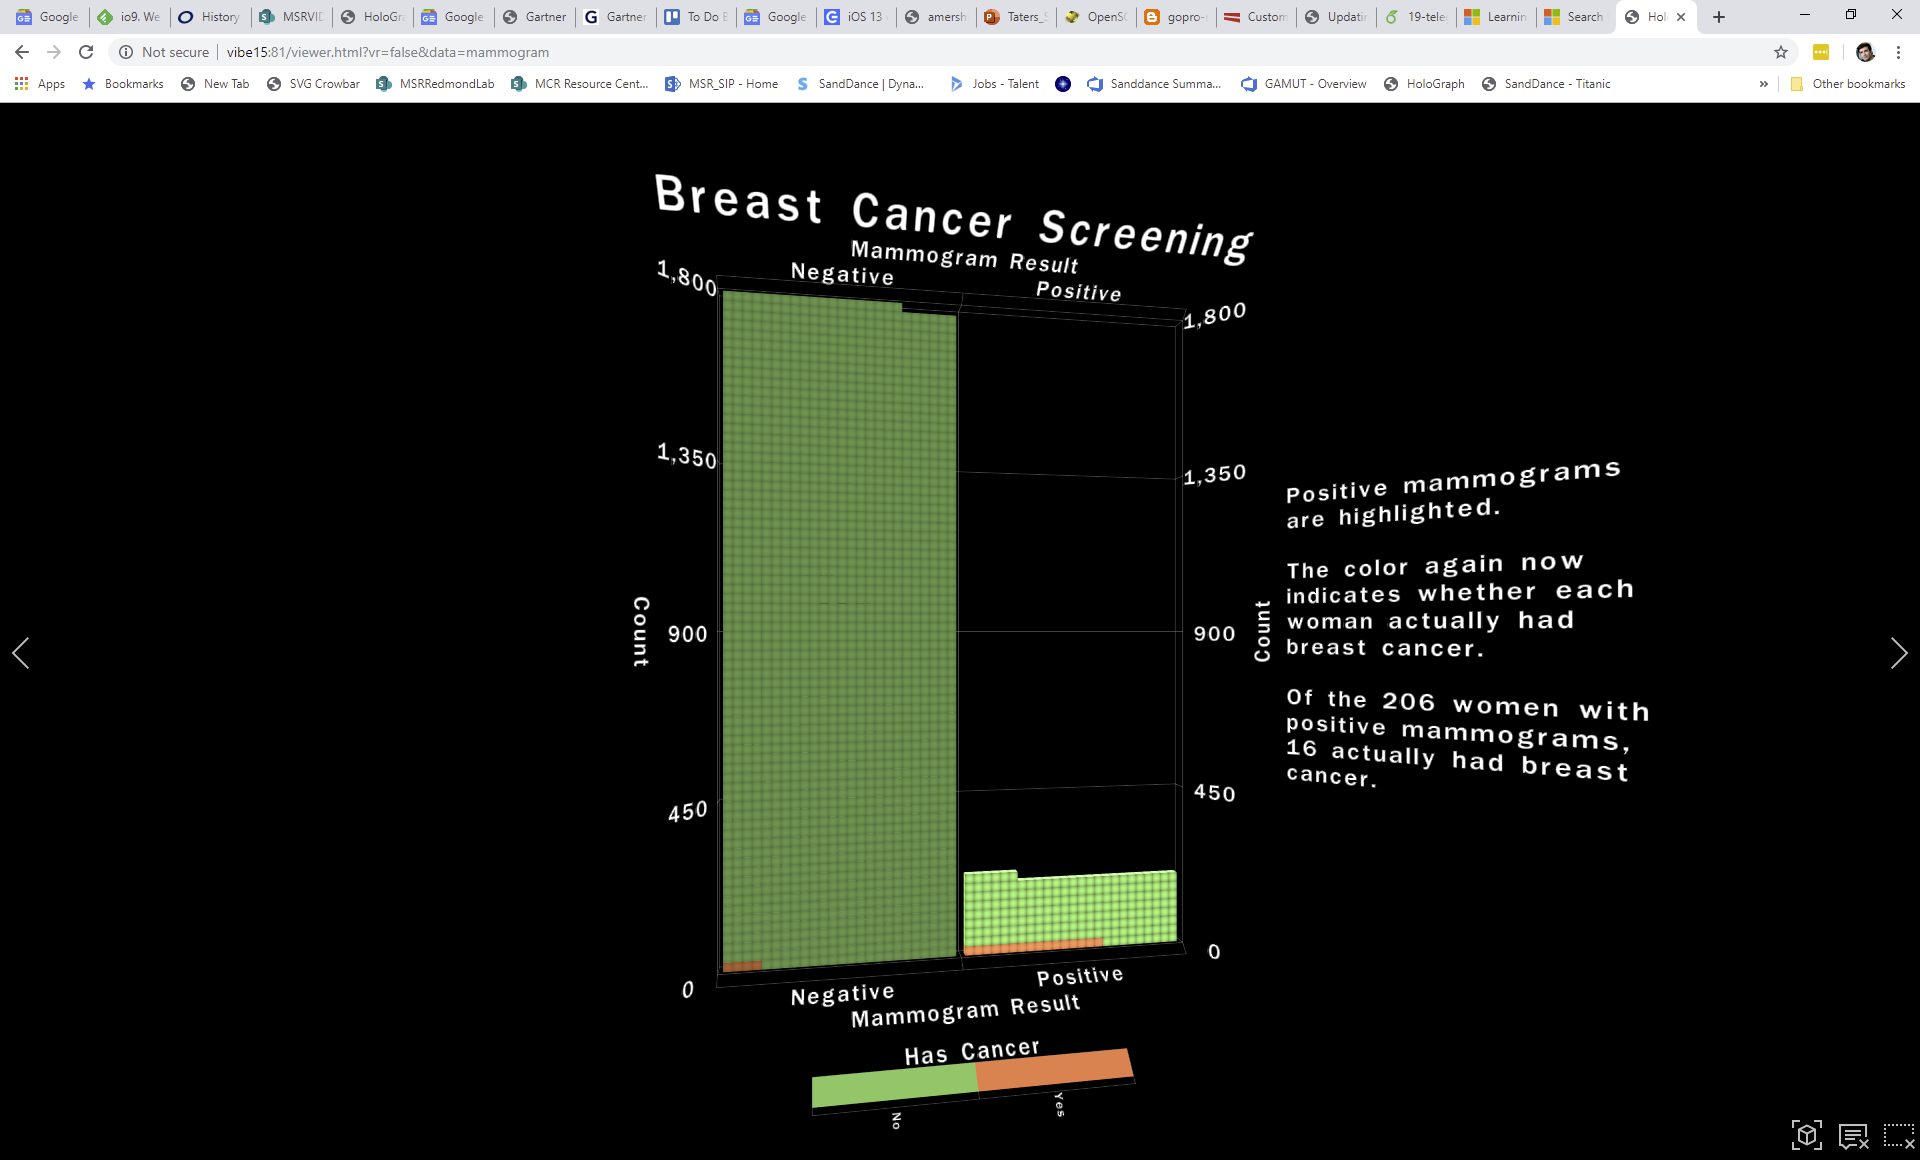 Google
io9. We
History
MSRVID
HoloGr
Google
Gartner
Gartner
To Do B
Google
iOS 13
amersh
Taters_S
OpenSC
gopro-
Custom
Updatin
19-tele
Learnin
Search
Hol
Not secure
vibe15:81/viewer.html?vr=false&data=mammogram
Apps
Bookmarks
New Tab
SVG Crowbar
MSRRedmondLab
MCR Resource Cent...
MSR_SIP - Home
SandDance | Dyna...
Jobs - Talent
Sanddance Summa...
GAMUT - Overview
HoloGraph
SandDance - Titanic
»
Other bookmarks
Breast Cancer Screening
Mammogram Result
Negative
Positive
1,800
1,800
1,350
1,350
Count
900
900
Count
450
450
0
0
Negative
Positive
Mammogram Result
Has Cancer
No
Yes
Positive mammograms
are highlighted.
The color again now
indicates whether each
woman actually had
breast cancer.
Of the 206 women with
positive mammograms,
16 actually had breast
cancer.